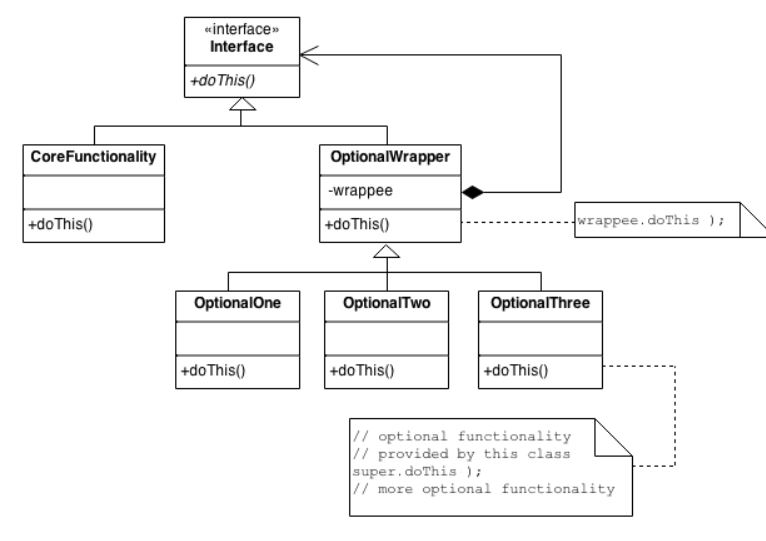 «interface»
Interface
+doThis()
CoreFunctionality
+doThis()
OptionalWrapper
-wrappee
+doThis()
wrappee.doThis );
OptionalOne
+doThis()
OptionalTwo
+doThis()
OptionalThree
+doThis()
// optional functionality
// provided by this class
super.doThis );
// more optional functionality